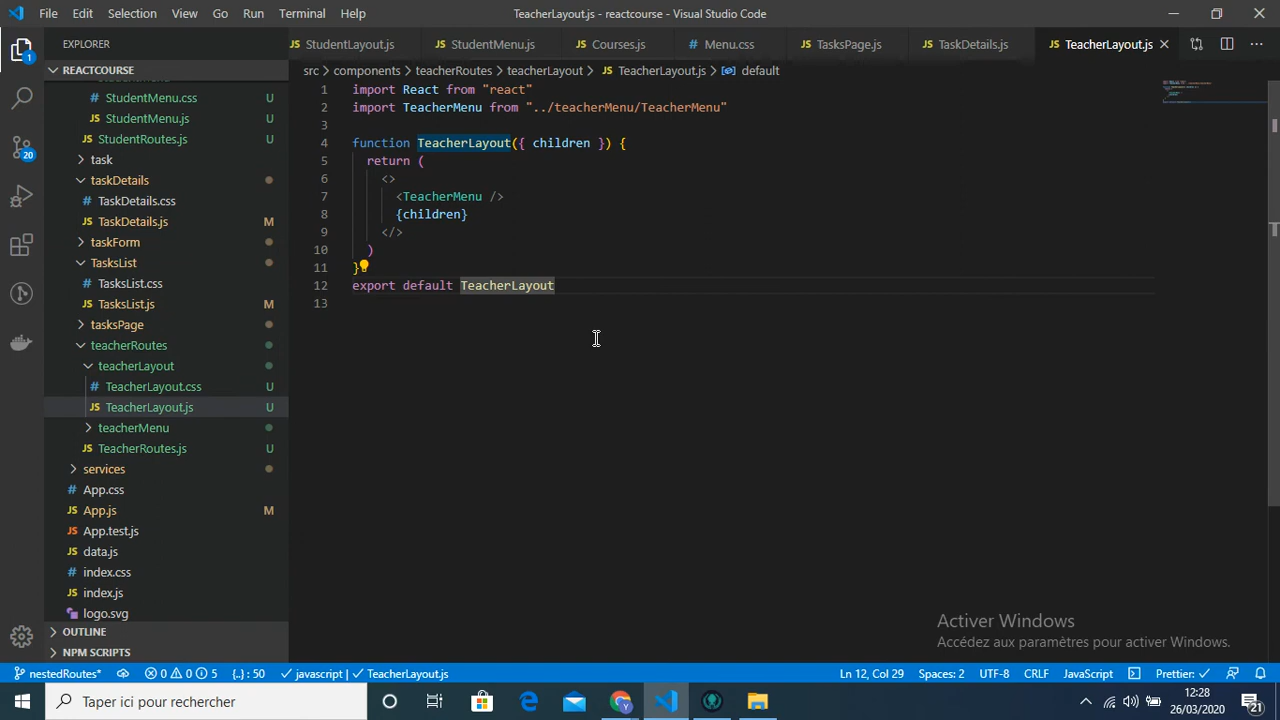 File Edit Selection View Go Run Terminal Help TeacherLayout.js - reactcourse - Visual Studio Code
EXPLORER
StudentLayout.js StudentMenu.js Courses.js Menu.css TasksPage.js TaskDetails.js TeacherLayout.js
REACTCOURSE
StudentMenu.css U
StudentMenu.js U
StudentRoutes.js U
task
taskDetails
TaskDetails.css
TaskDetails.js M
taskForm
TasksList
TasksList.css
TasksList.js M
tasksPage
teacherRoutes
teacherLayout
TeacherLayout.css U
TeacherLayout.js U
teacherMenu
TeacherRoutes.js U
services
App.css
App.js M
App.test.js
data.js
index.css
index.js
logo.svg
OUTLINE
NPM SCRIPTS
1
20
src > components > teacherRoutes > teacherLayout > TeacherLayout.js > default
1 import React from "react"
2 import TeacherMenu from "../teacherMenu/TeacherMenu"
3
4 function TeacherLayout({ children }) {
5 return (
6 <>
7 <TeacherMenu />
8 {children}
9 </>
10 )
11 }
12 export default TeacherLayout
13
Activer Windows
Accédez aux paramètres pour activer Windows.
nestedRoutes* 0 0 5 {..} : 50 javascript | TeacherLayout.js Ln 12, Col 29 Spaces: 2 UTF-8 CRLF JavaScript Prettier: ✓
Taper ici pour rechercher
12:28
26/03/2020
21